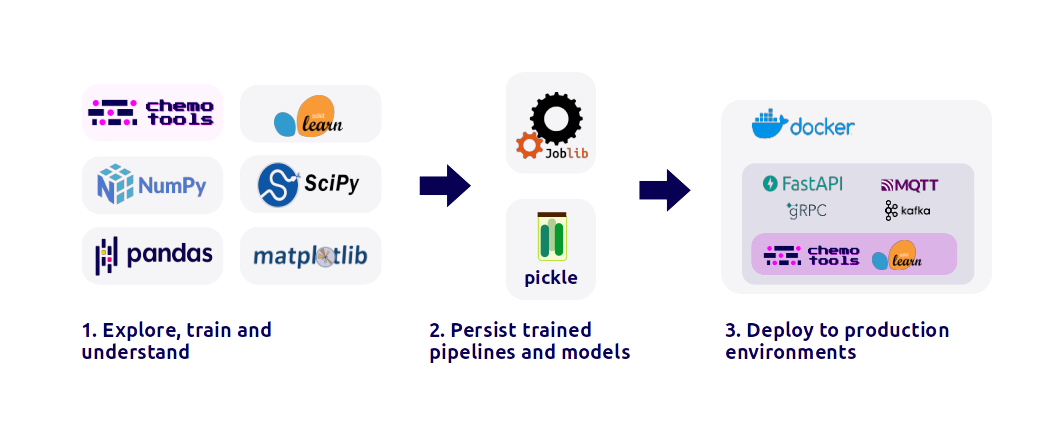 chemo
tools
learn
NumPy
SciPy
pandas
matplotlib
1. Explore, train and
understand
Joblib
pickle
2. Persist trained
pipelines and models
docker
FastAPI
MQTT
gRPC
kafka
chemo
tools
learn
3. Deploy to production
environments